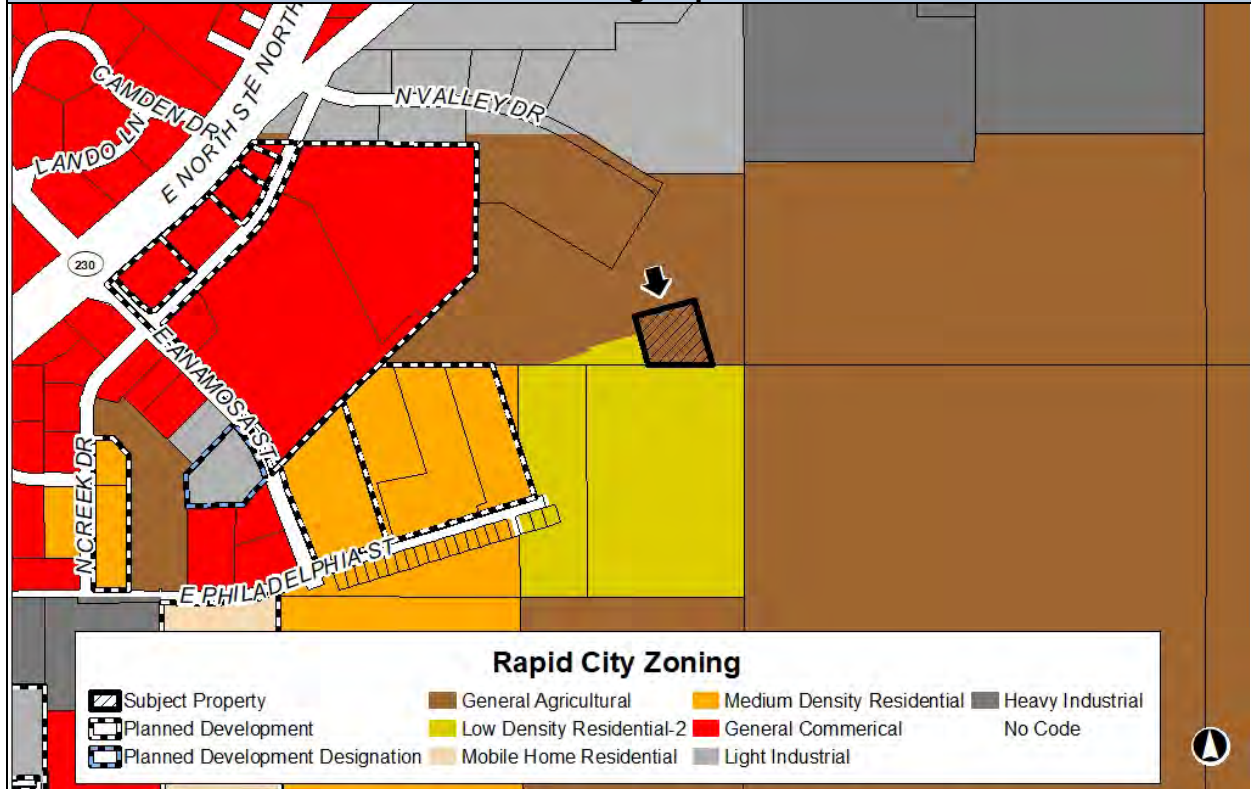 E NORTH
CAMDEN DR
E NORTH ST
N VALLEY DR
LANDO LN
230
E ANAMOSA ST
N CREEK DR
E PHILADELPHIA ST
Rapid City Zoning
Subject Property
General Agricultural
Medium Density Residential
Heavy Industrial
Planned Development
Low Density Residential-2
General Commerical
No Code
Planned Development Designation
Mobile Home Residential
Light Industrial